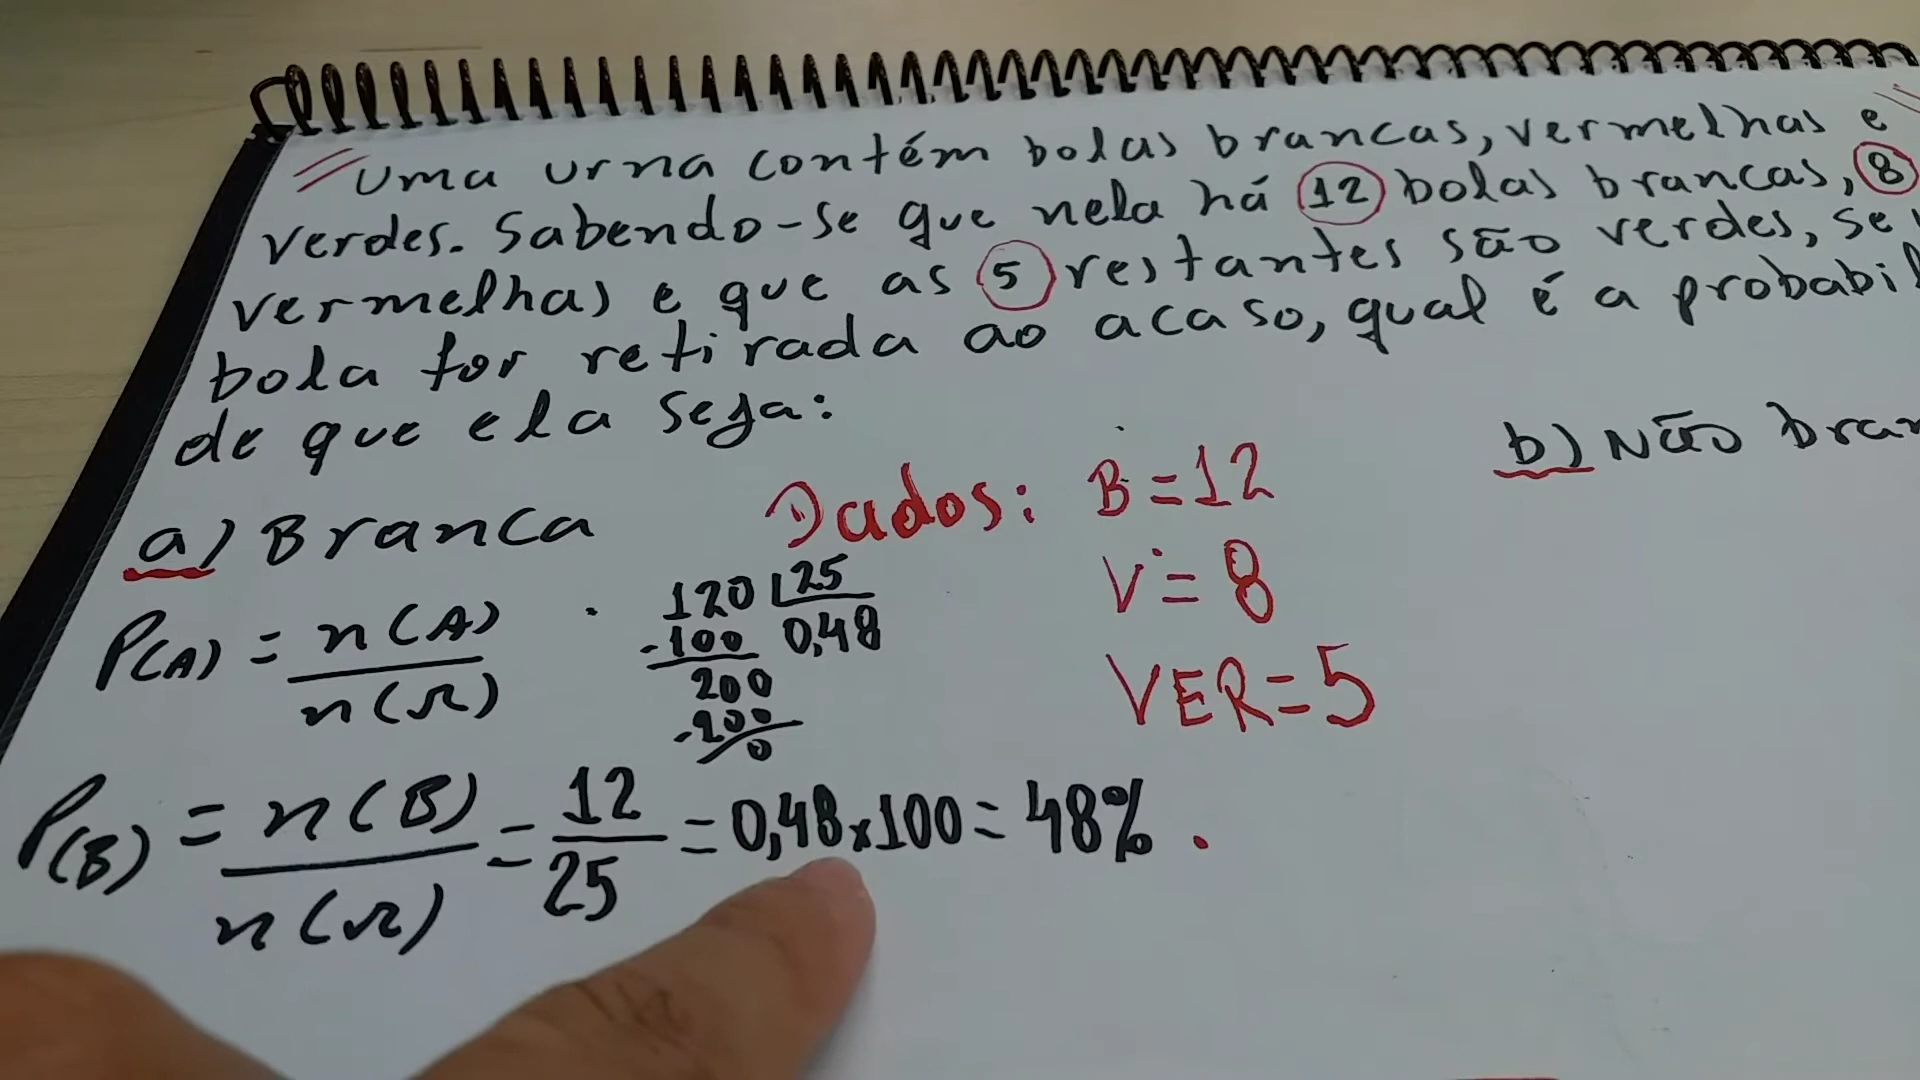 Uma urna contém bolas brancas, vermelhas e
verdes. Sabendo-se que nela há 12 bolas brancas, 8
vermelhas e que as 5 restantes são verdes, se
bola for retirada ao acaso, qual é a probabil
de que ela seja:
a) Branca
Dados: B=12
V=8
VER=5
b) Não bran
P(A) = n(A)
n(Ω)
120 25
-100 0,48
200
-200
0
P(B) = n(B) = 12 = 0,48x100 = 48%.
n(Ω) 25